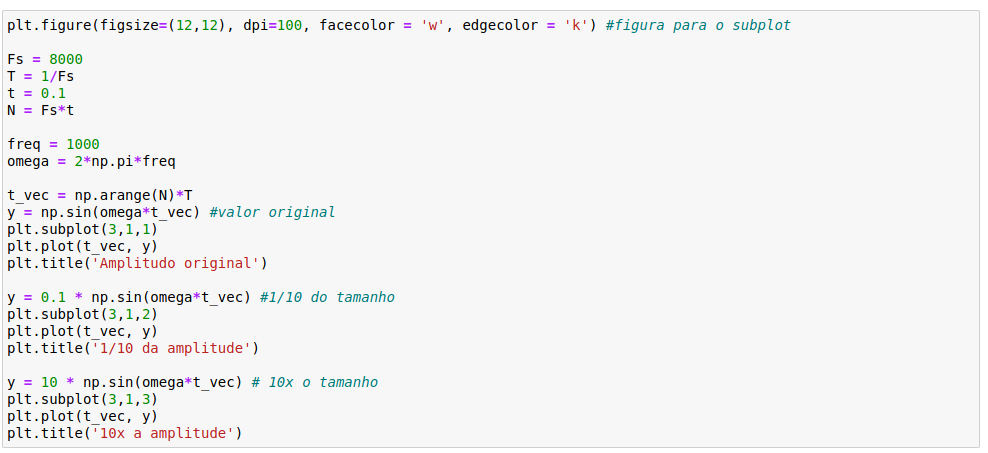 plt.figure(figsize=(12,12), dpi=100, facecolor = 'w', edgecolor = 'k') #figura para o subplot
Fs = 8000
T = 1/Fs
t = 0.1
N = Fs*t
freq = 1000
omega = 2*np.pi*freq
t_vec = np.arange(N)*T
y = np.sin(omega*t_vec) #valor original
plt.subplot(3,1,1)
plt.plot(t_vec, y)
plt.title('Amplitudo original')
y = 0.1 * np.sin(omega*t_vec) #1/10 do tamanho
plt.subplot(3,1,2)
plt.plot(t_vec, y)
plt.title('1/10 da amplitude')
y = 10 * np.sin(omega*t_vec) # 10x o tamanho
plt.subplot(3,1,3)
plt.plot(t_vec, y)
plt.title('10x a amplitude')